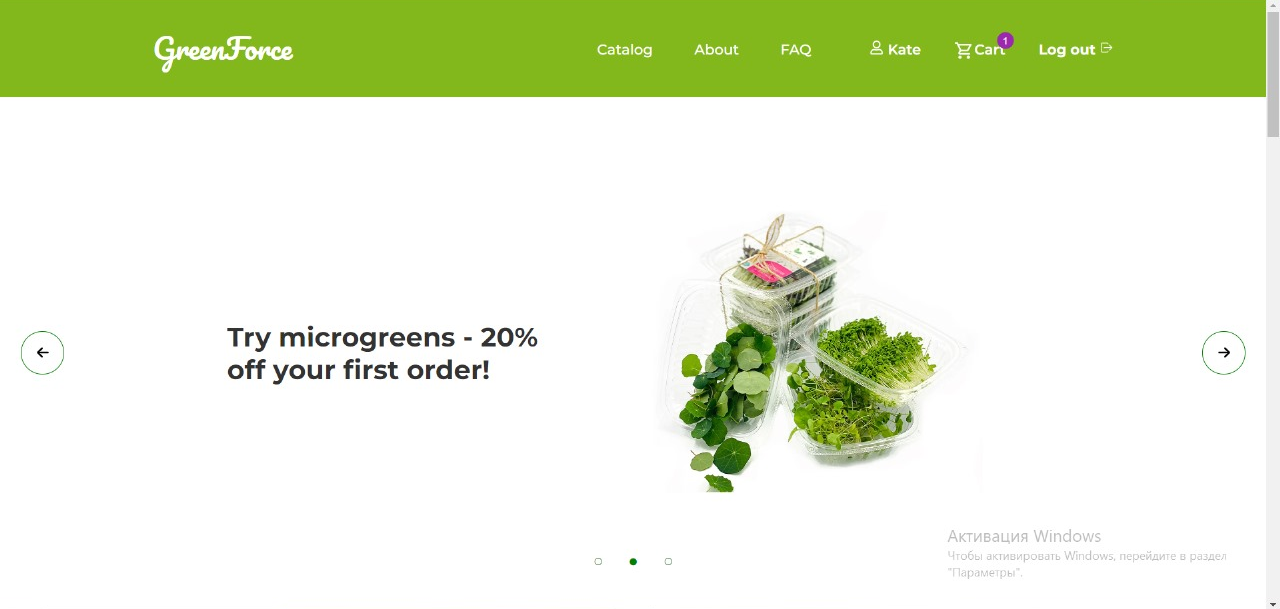 GreenForce
Catalog
About
FAQ
Kate
Cart
1
Log out
Try microgreens - 20%
off your first order!
Активация Windows
Чтобы активировать Windows, перейдите в раздел
"Параметры".